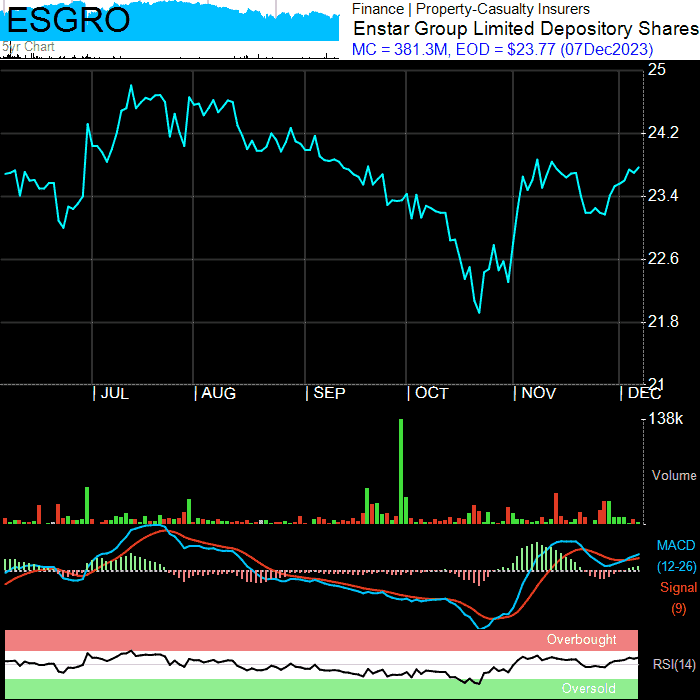 ESGRO
5yr Chart
Finance | Property-Casualty Insurers
Enstar Group Limited Depository Shares
MC = 381.3M, EOD = $23.77 (07Dec2023)
25
24.2
23.4
22.6
21.8
21
| JUL | AUG | SEP | OCT | NOV | DEC
138k
Volume
MACD
(12-26)
Signal
(9)
Overbought
RSI(14)
Oversold